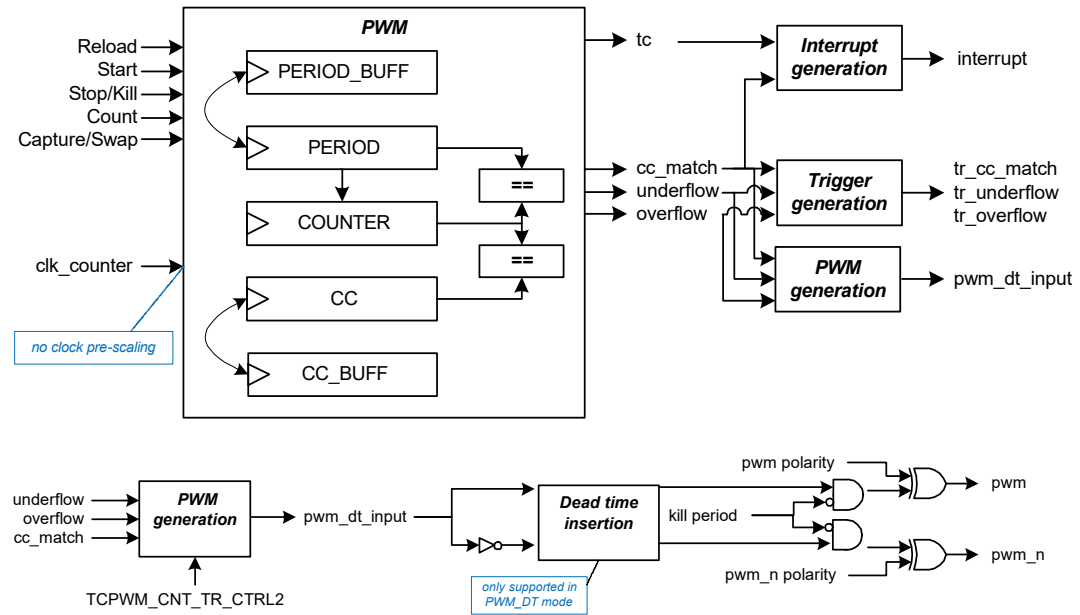 PWM
Reload
Start
Stop/Kill
Count
Capture/Swap
clk_counter
no clock pre-scaling
PERIOD_BUFF
PERIOD
==
COUNTER
==
CC
CC_BUFF
tc
cc_match
underflow
overflow
Interrupt
generation
interrupt
Trigger
generation
tr_cc_match
tr_underflow
tr_overflow
PWM
generation
pwm_dt_input
underflow
overflow
cc_match
PWM
generation
TCPWM_CNT_TR_CTRL2
pwm_dt_input
Dead time
insertion
only supported in
PWM_DT mode
pwm polarity
kill period
pwm_n polarity
pwm
pwm_n